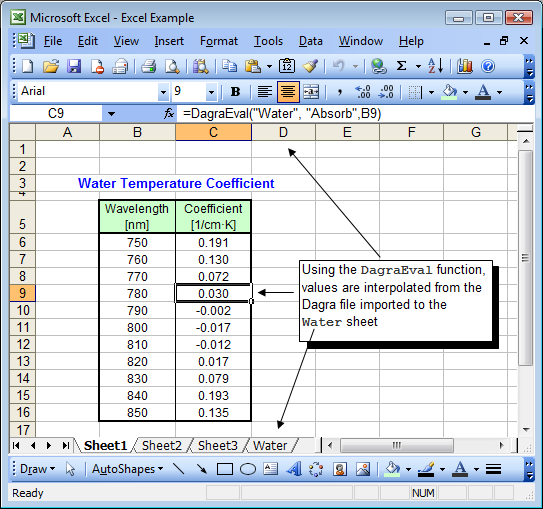 Microsoft Excel - Excel Example
File Edit View Insert Format Tools Data Window Help
12
Arial 9 B
C9 fx =DagraEval("Water", "Absorb",B9)
A B C D E F G
1
2
3 Water Temperature Coefficient
4
5 Wavelength Coefficient
[nm] [1/cm·K]
6 750 0.191
7 760 0.130
8 770 0.072
9 780 0.030
10 790 -0.002
11 800 -0.017
12 810 -0.012
13 820 0.017
14 830 0.079
15 840 0.193
16 850 0.135
17
Using the DagraEval function,
values are interpolated from the
Dagra file imported to the
Water sheet
Sheet1 Sheet2 Sheet3 Water
Draw AutoShapes A A
Ready NUM